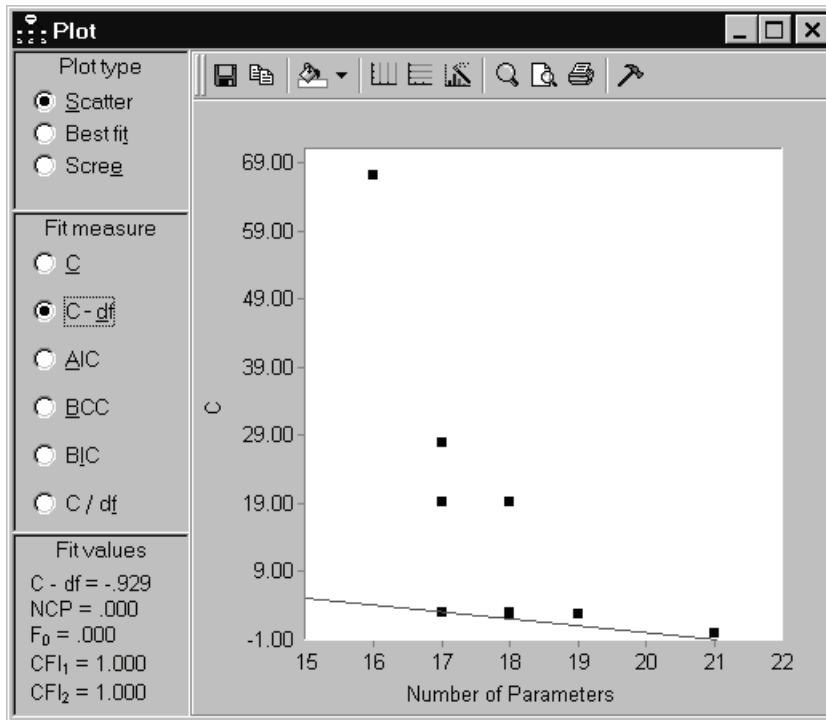 Plot
Plot type
Scatter
Best fit
Scree
Fit measure
C
C - df
AIC
BCC
BIC
C / df
Fit values
C - df = -.929
NCP = .000
F0 = .000
CFI1 = 1.000
CFI2 = 1.000
69.00
59.00
49.00
39.00
29.00
19.00
9.00
-1.00
C
15 16 17 18 19 20 21 22
Number of Parameters